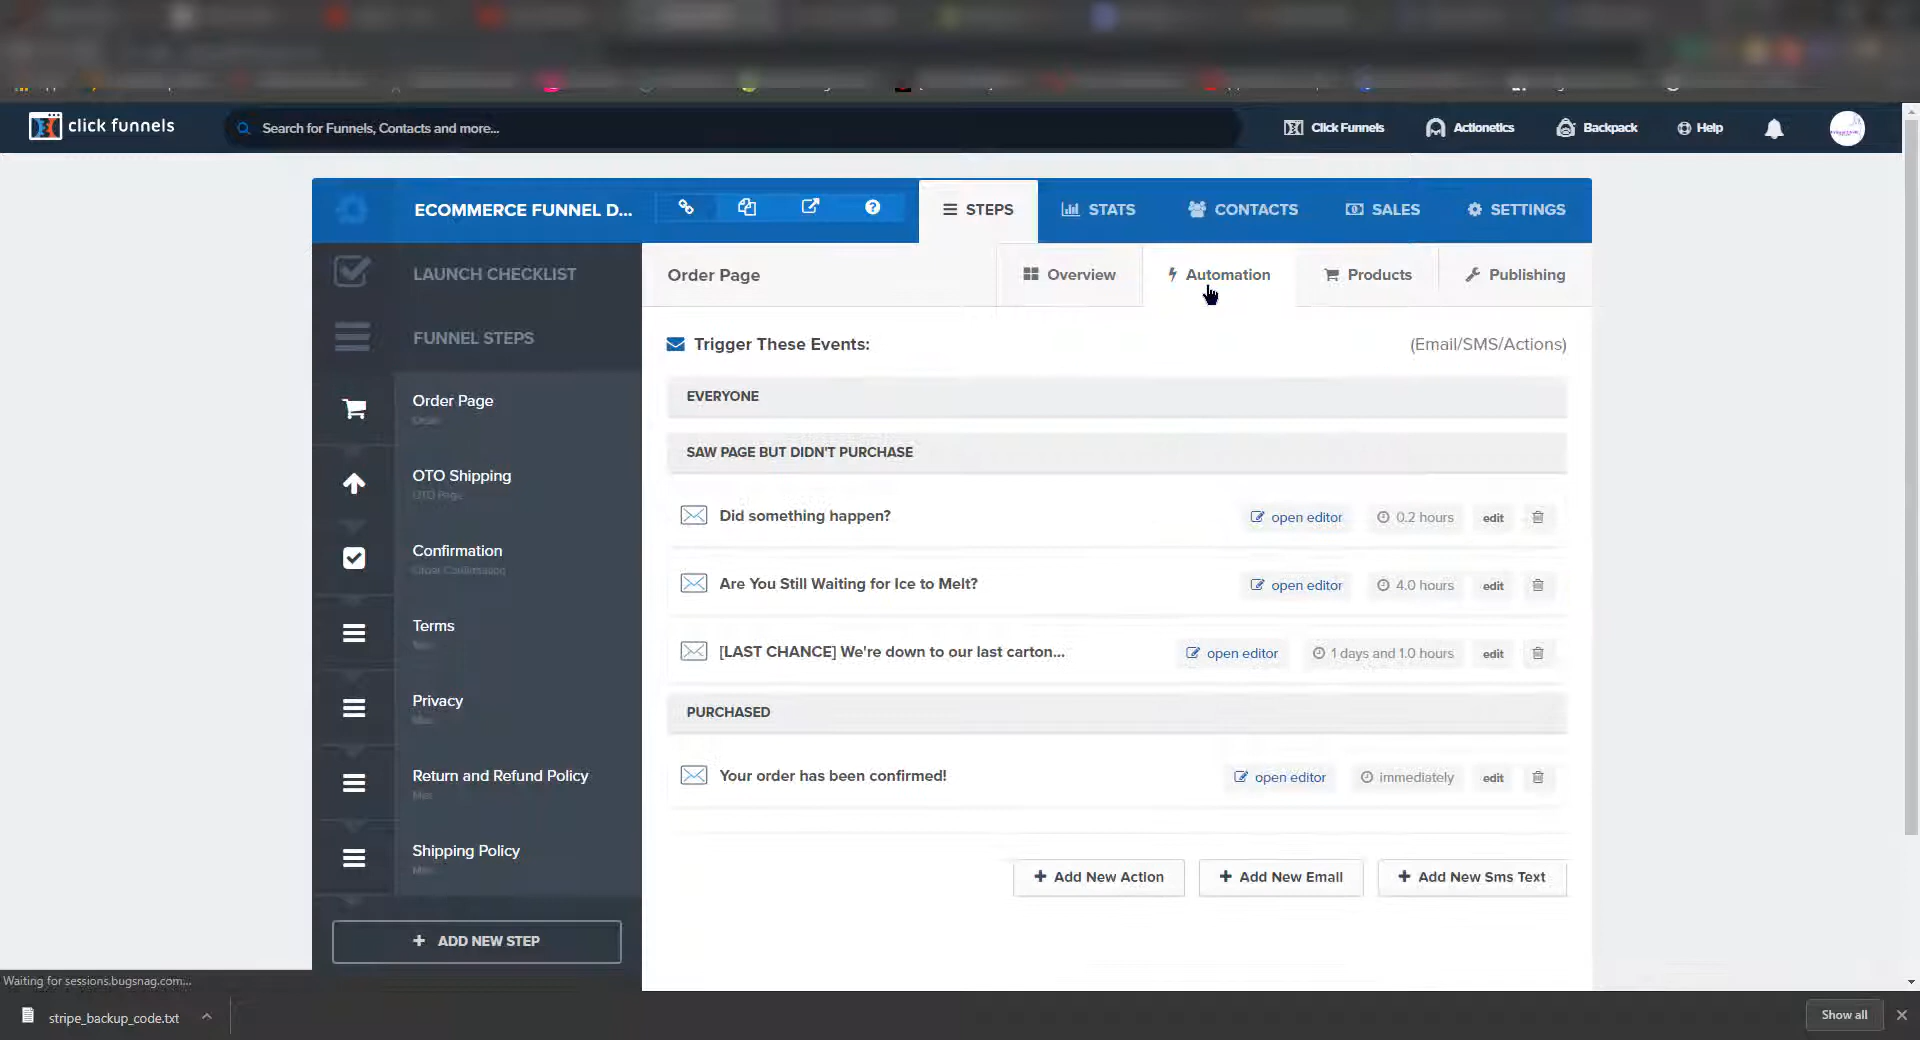 click funnels
Search for Funnels, Contacts and more...
Click Funnels
Actionetics
Backpack
Help
ECOMMERCE FUNNEL D...
STEPS
STATS
CONTACTS
SALES
SETTINGS
LAUNCH CHECKLIST
FUNNEL STEPS
Order Page
Order
OTO Shipping
OTO Page
Confirmation
Order Confirmation
Terms
Privacy
Return and Refund Policy
Shipping Policy
+ ADD NEW STEP
Order Page
Overview
Automation
Products
Publishing
Trigger These Events:
(Email/SMS/Actions)
EVERYONE
SAW PAGE BUT DIDN'T PURCHASE
Did something happen?
open editor
0.2 hours
edit
Are You Still Waiting for Ice to Melt?
open editor
4.0 hours
edit
[LAST CHANCE] We're down to our last carton...
open editor
1 days and 1.0 hours
edit
PURCHASED
Your order has been confirmed!
open editor
immediately
edit
+ Add New Action
+ Add New Email
+ Add New Sms Text
Waiting for sessions.bugsnag.com...
stripe_backup_code.txt
Show all